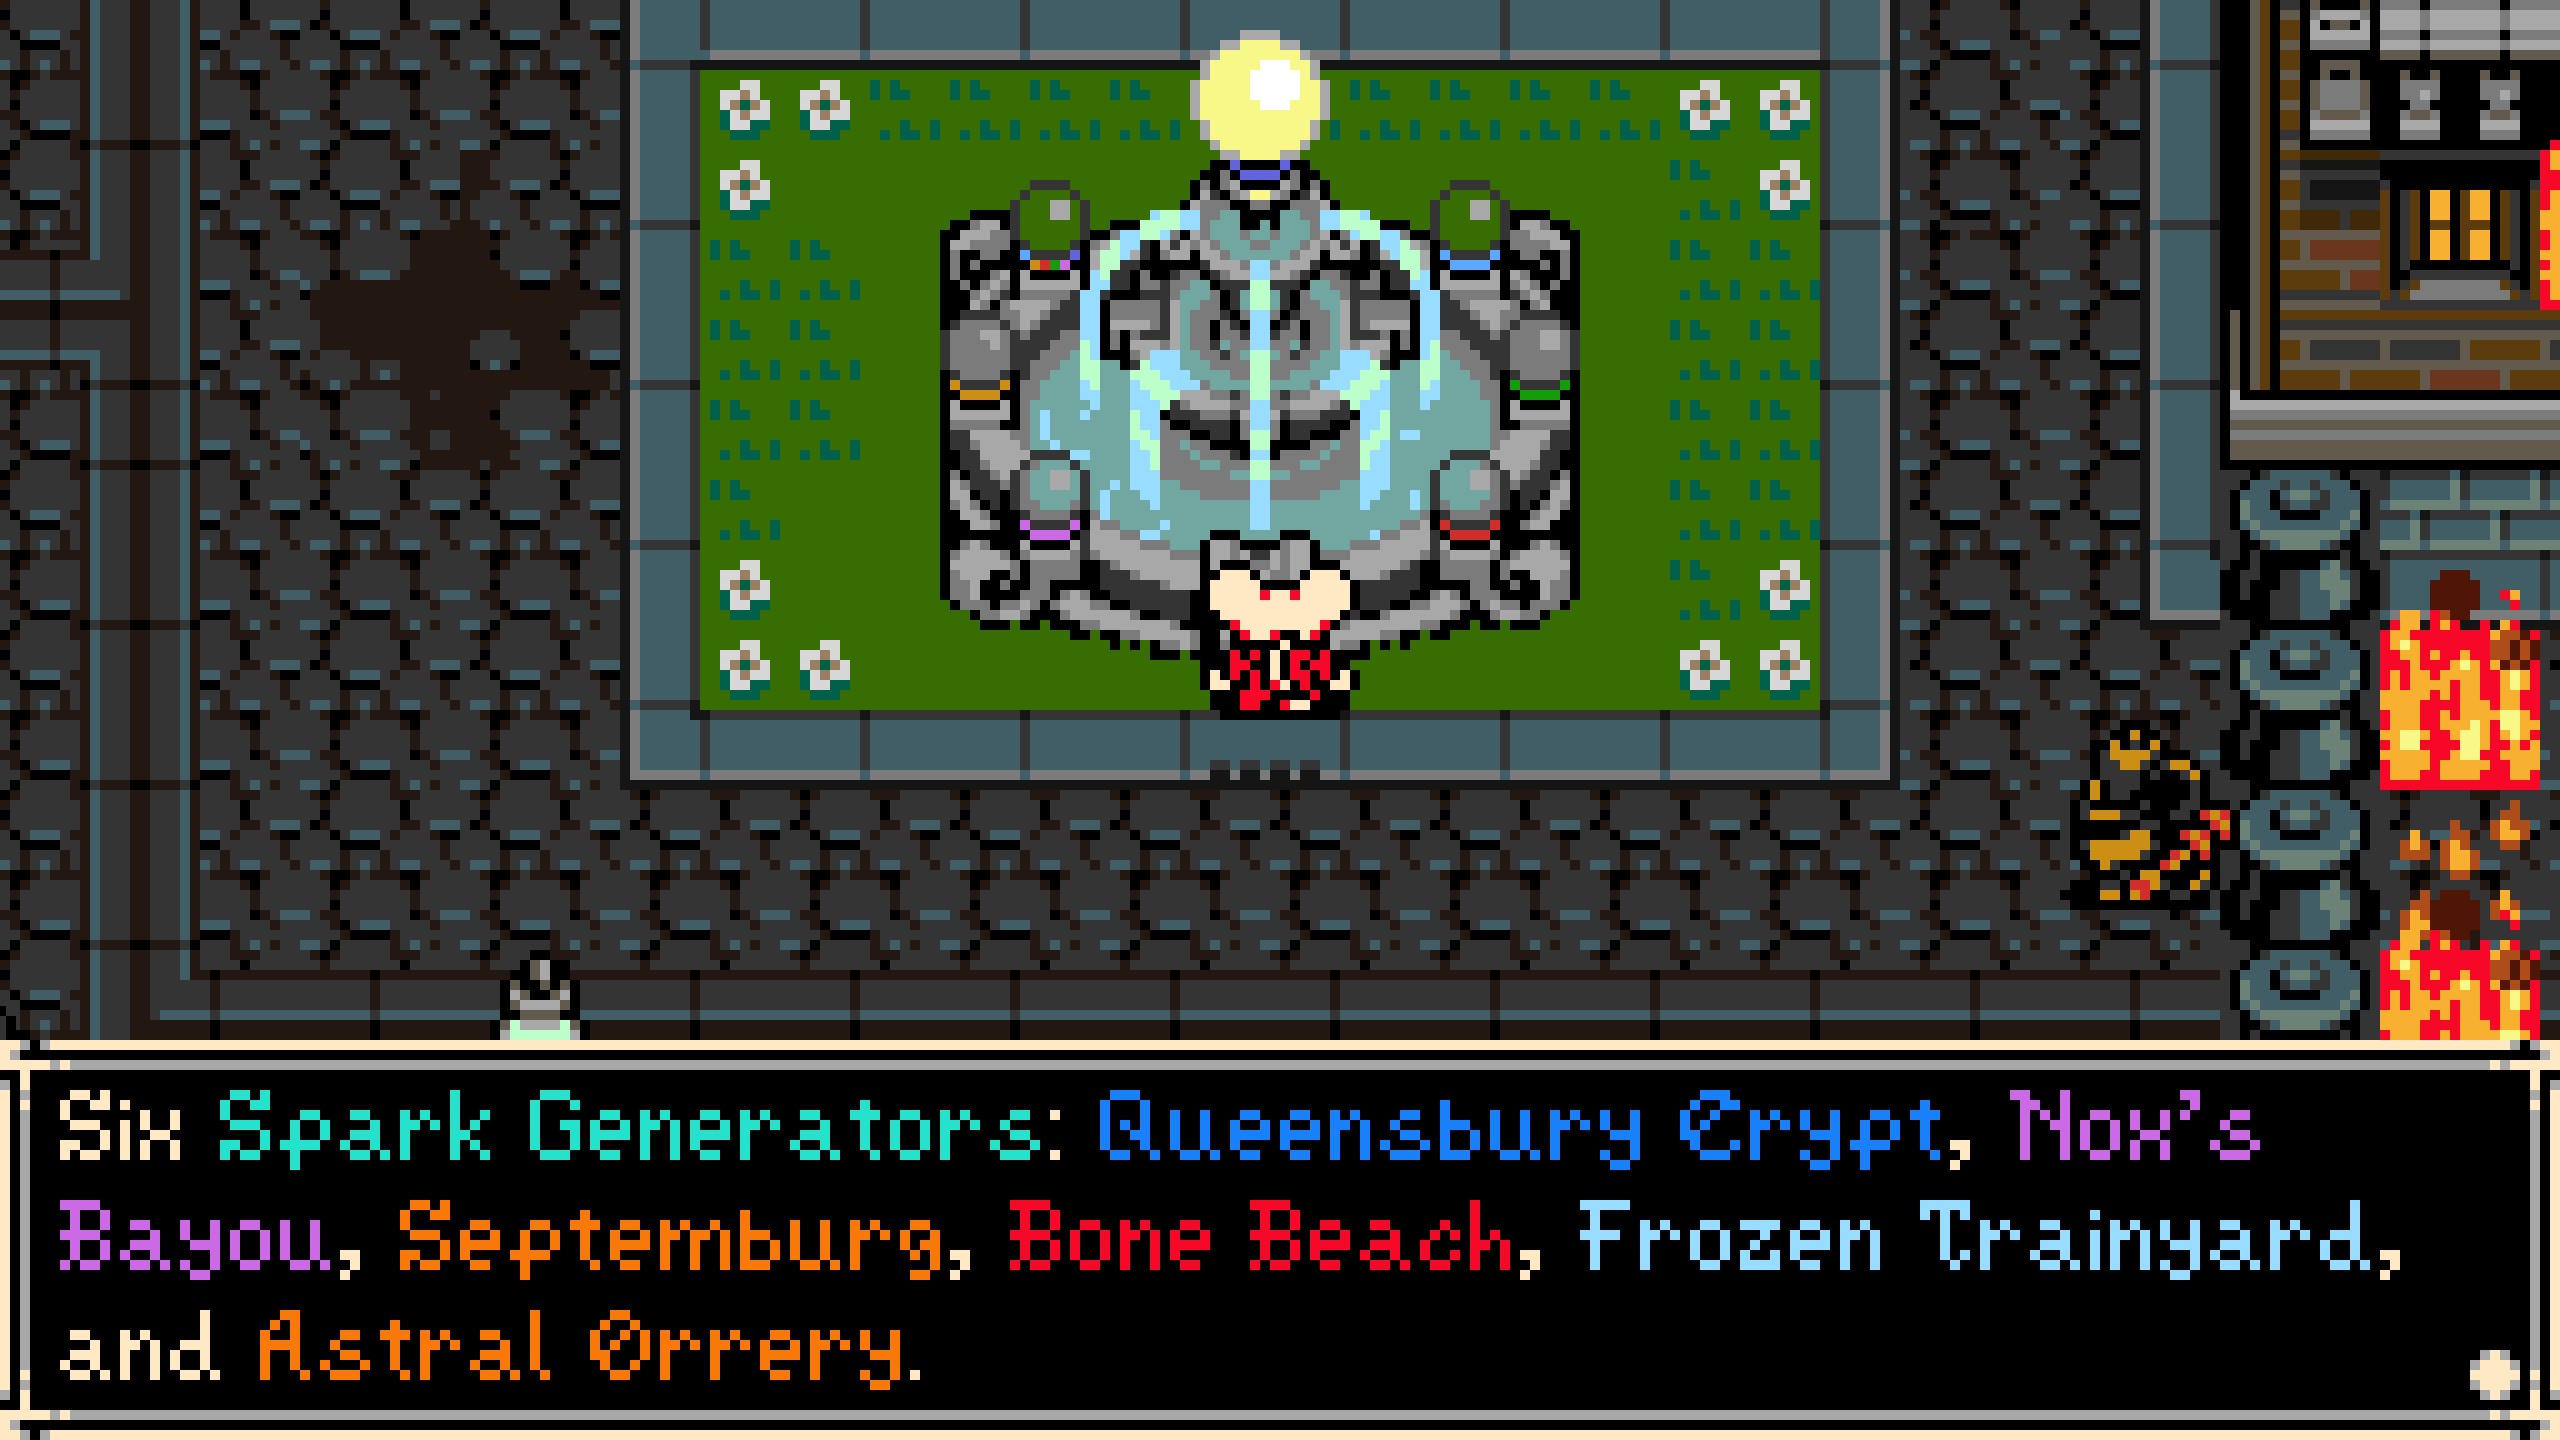 Six Spark Generators: Queensbury Crypt, Nox's
Bayou, Septemburg, Bone Beach, Frozen Trainyard,
and Astral Orrery.